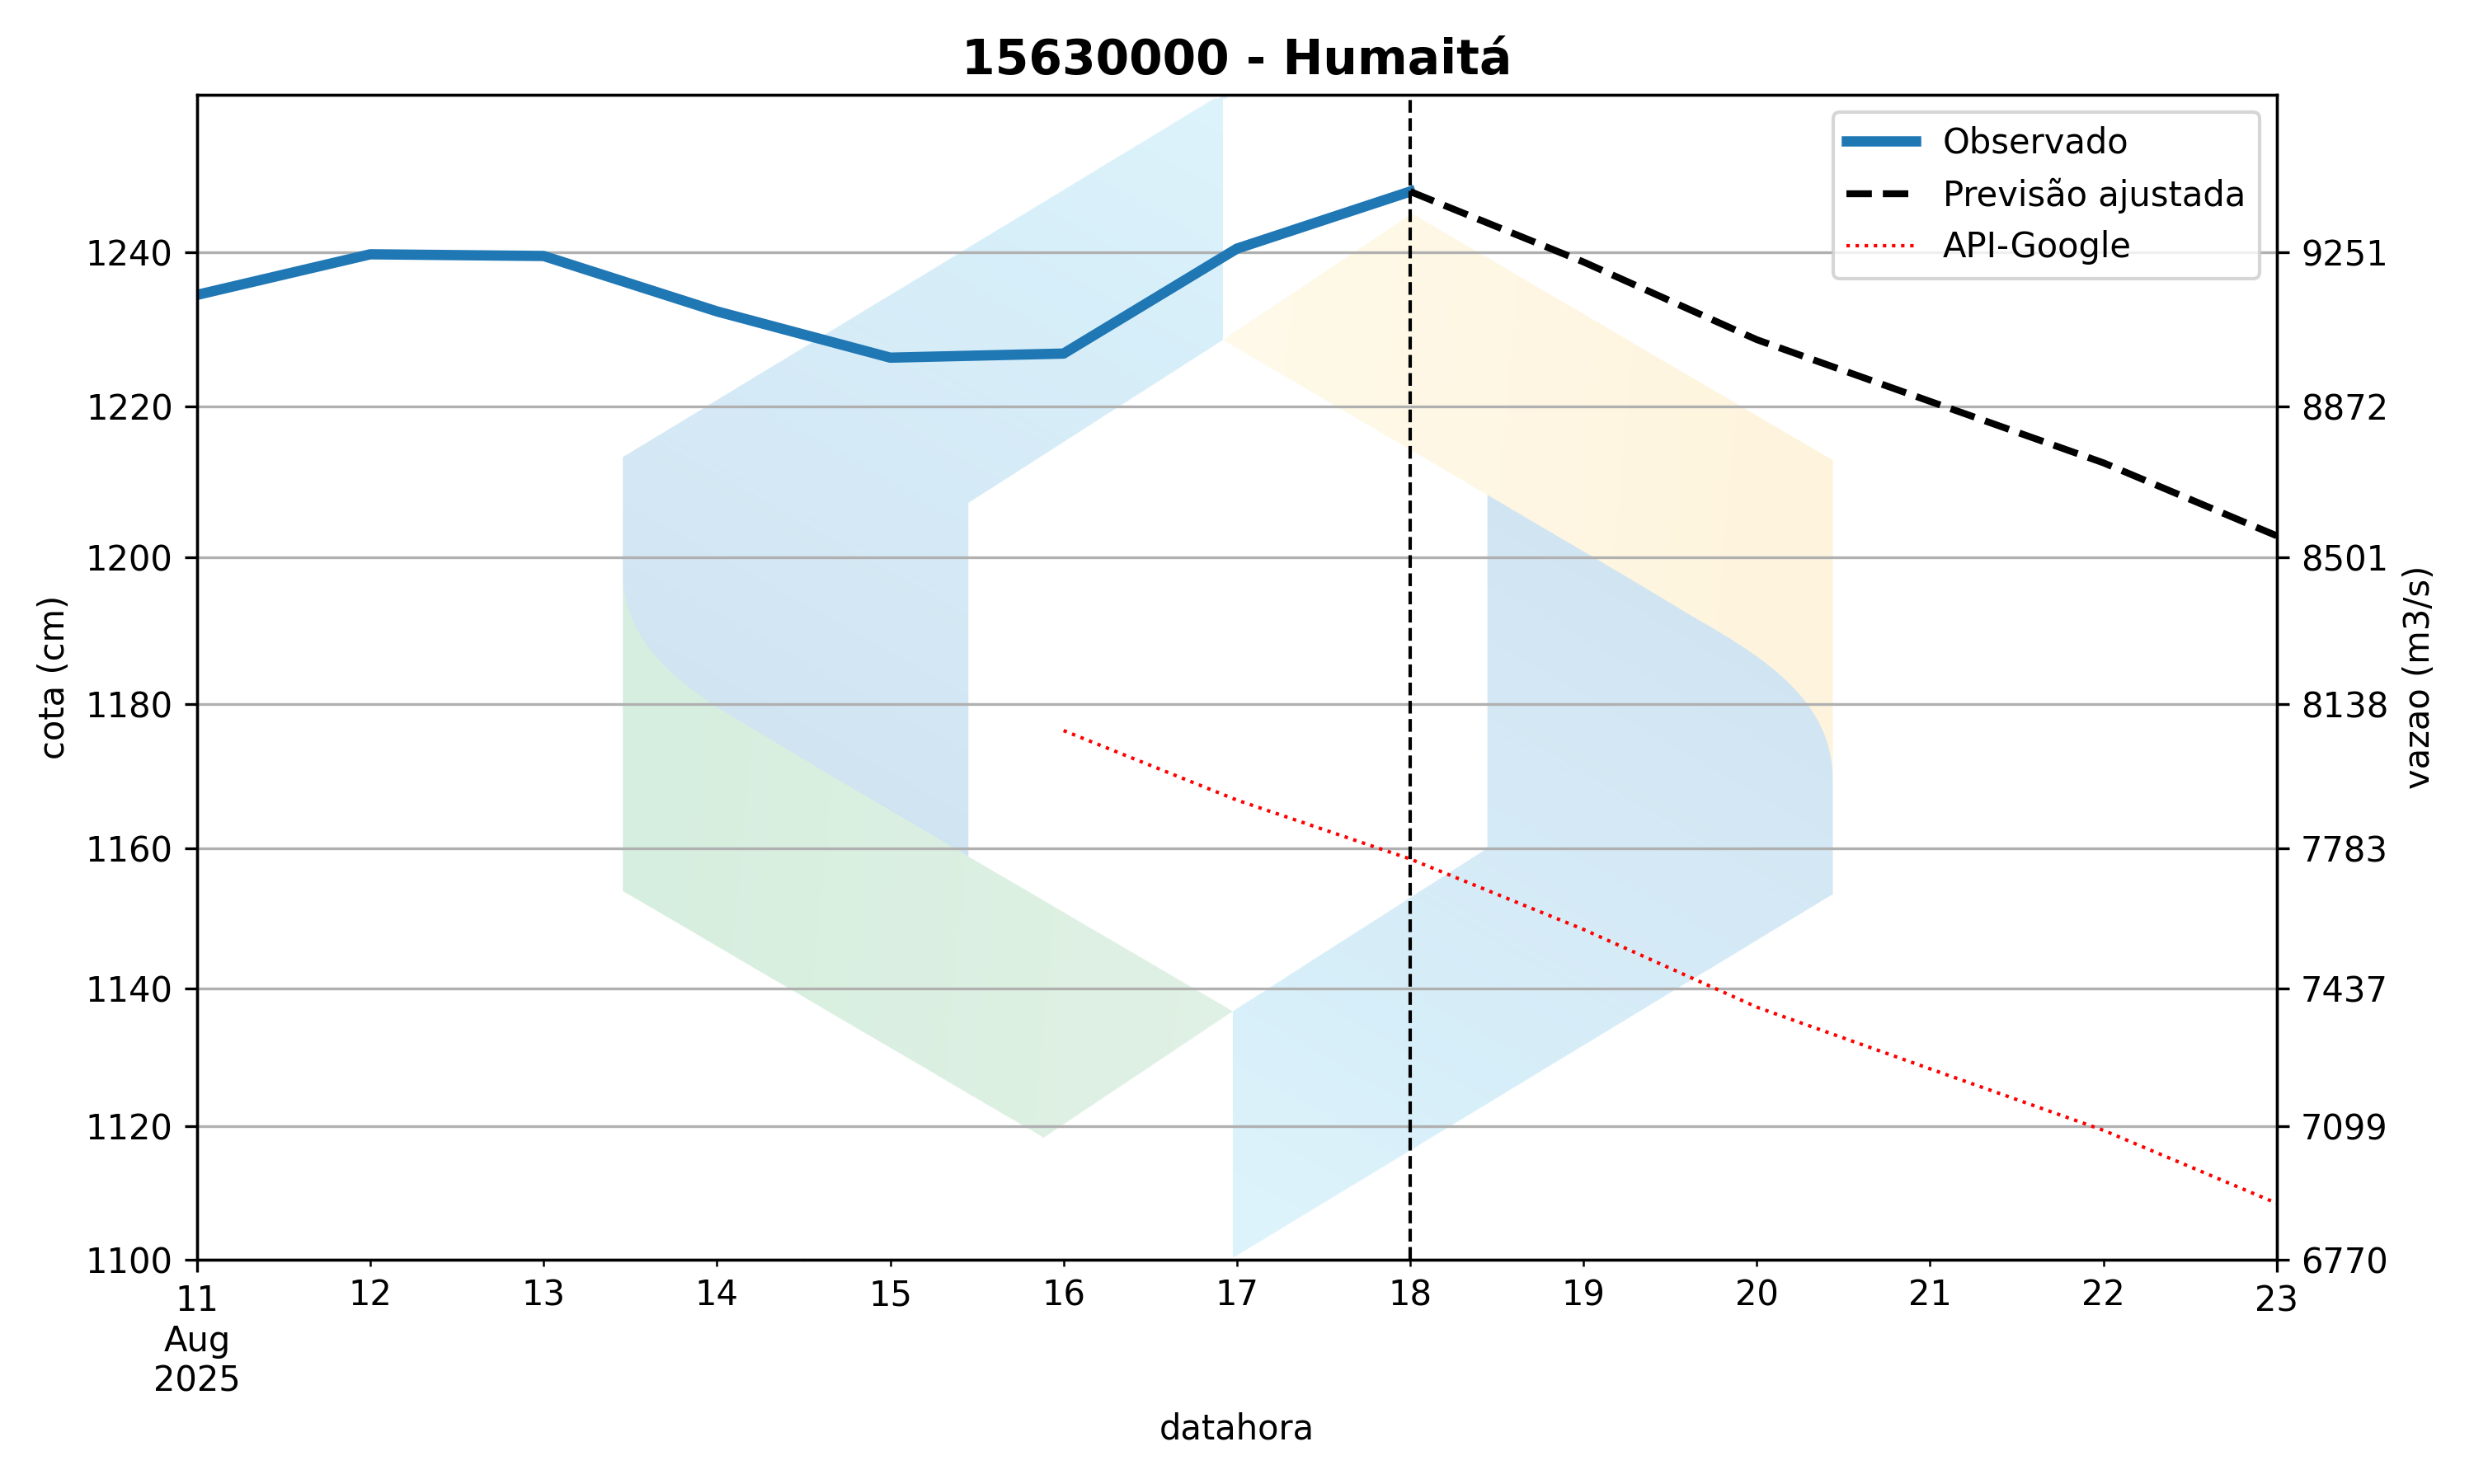 15630000 - Humaitá
Observado
Previsão ajustada
API-Google
1240
1220
1200
1180
1160
1140
1120
1100
cota (cm)
9251
8872
8501
8138
7783
7437
7099
6770
vazao (m3/s)
11 12 13 14 15 16 17 18 19 20 21 22 23
Aug
2025
datahora